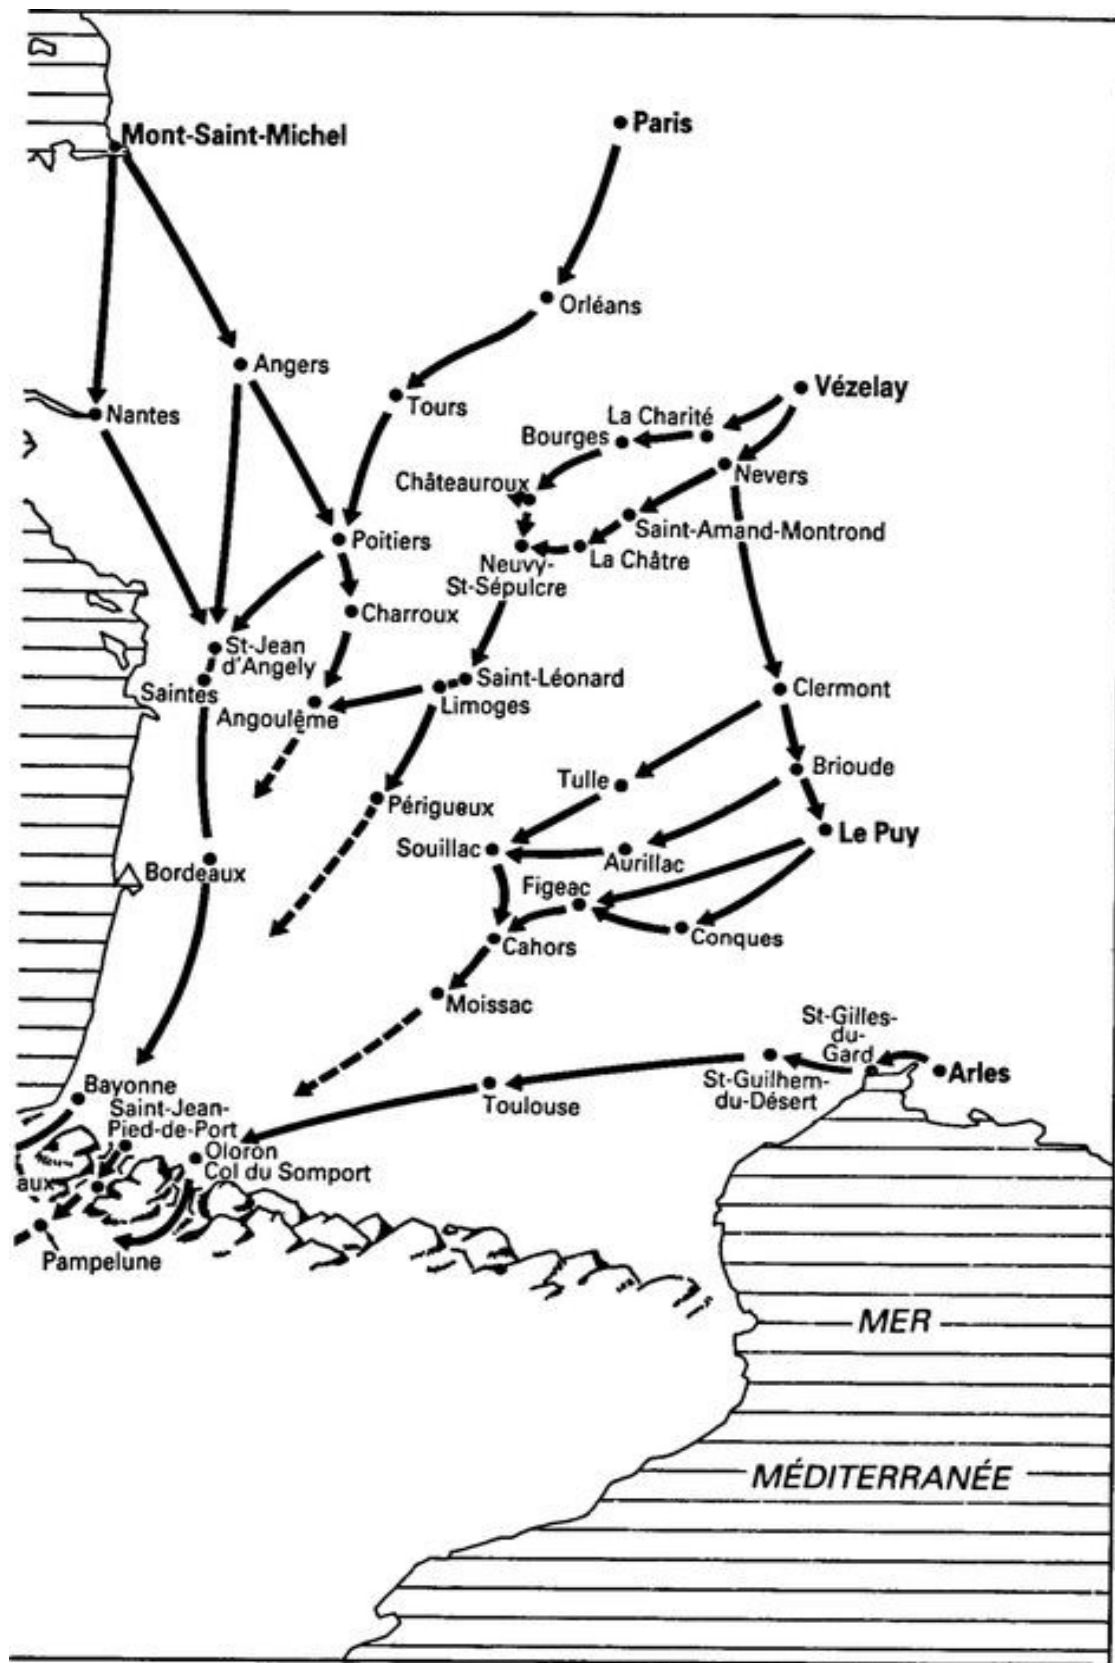 Mont-Saint-Michel
Paris
Orléans
Angers
Tours
Nantes
Vézelay
La Charité
Bourges
Nevers
Châteauroux
Saint-Amand-Montrond
Poitiers
La Châtre
Neuvy-
St-Sépulcre
Charroux
St-Jean
d'Angely
Saintes
Saint-Léonard
Limoges
Angoulême
Clermont
Brioude
Tulle
Périgueux
Le Puy
Souillac
Aurillac
Bordeaux
Figeac
Conques
Cahors
Moissac
St-Gilles-
du-
Gard
Arles
St-Guilhem-
du-Désert
Toulouse
Bayonne
Saint-Jean-
Pied-de-Port
Oloron
Col du Somport
aux
Pampelune
MER
MÉDITERRANÉE